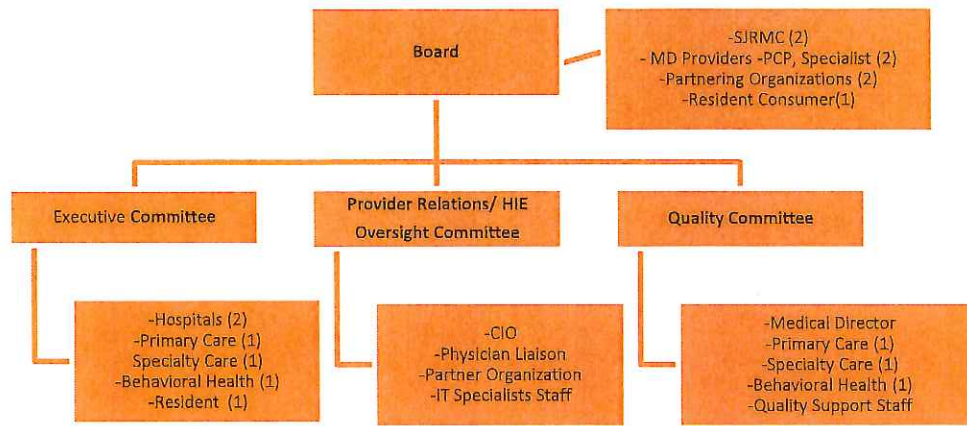 Board
-SJRMC (2)
- MD Providers -PCP, Specialist (2)
-Partnering Organizations (2)
-Resident Consumer(1)
Executive Committee
Provider Relations/ HIE
Oversight Committee
Quality Committee
-Hospitals (2)
-Primary Care (1)
Specialty Care (1)
-Behavioral Health (1)
-Resident (1)
-CIO
-Physician Liaison
-Partner Organization
-IT Specialists Staff
-Medical Director
-Primary Care (1)
-Specialty Care (1)
-Behavioral Health (1)
-Quality Support Staff